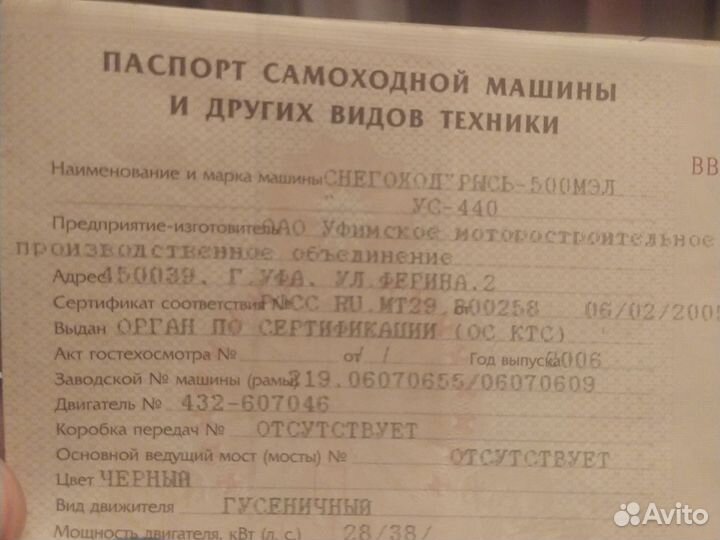 ПАСПОРТ САМОХОДНОЙ МАШИНЫ
И ДРУГИХ ВИДОВ ТЕХНИКИ
ВВ
Наименование и марка машины СНЕГОХОД"РЫСЬ-500МЭЛ
УС-440
Предприятие-изготовитель ОАО Уфимское моторостроительное
производственное объединение
Адрес 450039, Г.УФА, УЛ.ФЕРИНА,2
Сертификат соответствия № РОСС RU.МТ29. 06/02/2005
Выдан ОРГАН ПО СЕРТИФИКАЦИИ (ОС КТС)
Акт гостехосмотра № от / / Год выпуска 2006
Заводской № машины (рамы) 219.06070655/06070609
Двигатель № 432-607046
Коробка передач № ОТСУТСТВУЕТ
Основной ведущий мост (мосты) № ОТСУТСТВУЕТ
Цвет ЧЕРНЫЙ
Вид движителя ГУСЕНИЧНЫЙ
Мощность двигателя, кВт (л. с.) 28/38/
Avito